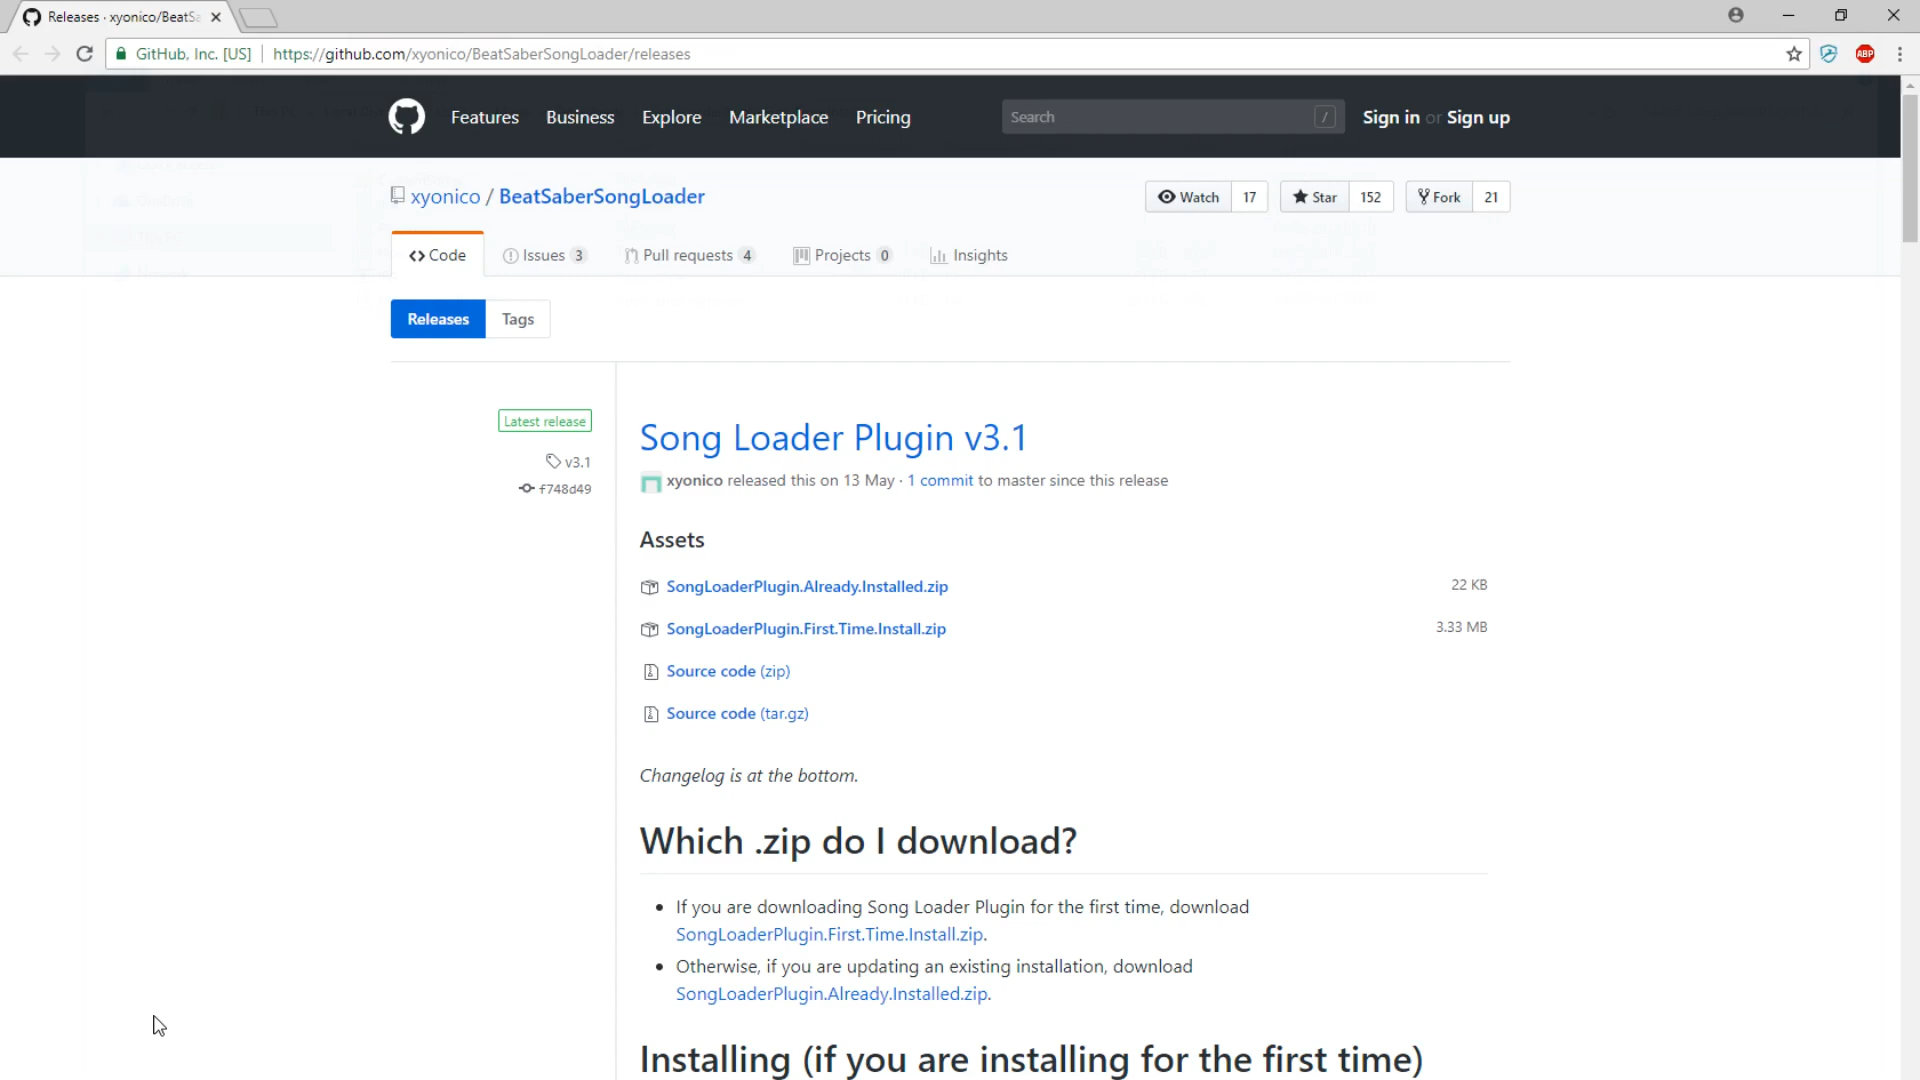 Releases · xyonico/BeatSa
GitHub, Inc. [US] https://github.com/xyonico/BeatSaberSongLoader/releases
ABP
Features Business Explore Marketplace Pricing Search / Sign in or Sign up
xyonico / BeatSaberSongLoader Watch 17 Star 152 Fork 21
Code Issues 3 Pull requests 4 Projects 0 Insights
Releases Tags
Latest release
v3.1
f748d49
Song Loader Plugin v3.1
xyonico released this on 13 May · 1 commit to master since this release
Assets
SongLoaderPlugin.Already.Installed.zip 22 KB
SongLoaderPlugin.First.Time.Install.zip 3.33 MB
Source code (zip)
Source code (tar.gz)
Changelog is at the bottom.
Which .zip do I download?
If you are downloading Song Loader Plugin for the first time, download
SongLoaderPlugin.First.Time.Install.zip.
Otherwise, if you are updating an existing installation, download
SongLoaderPlugin.Already.Installed.zip.
Installing (if you are installing for the first time)